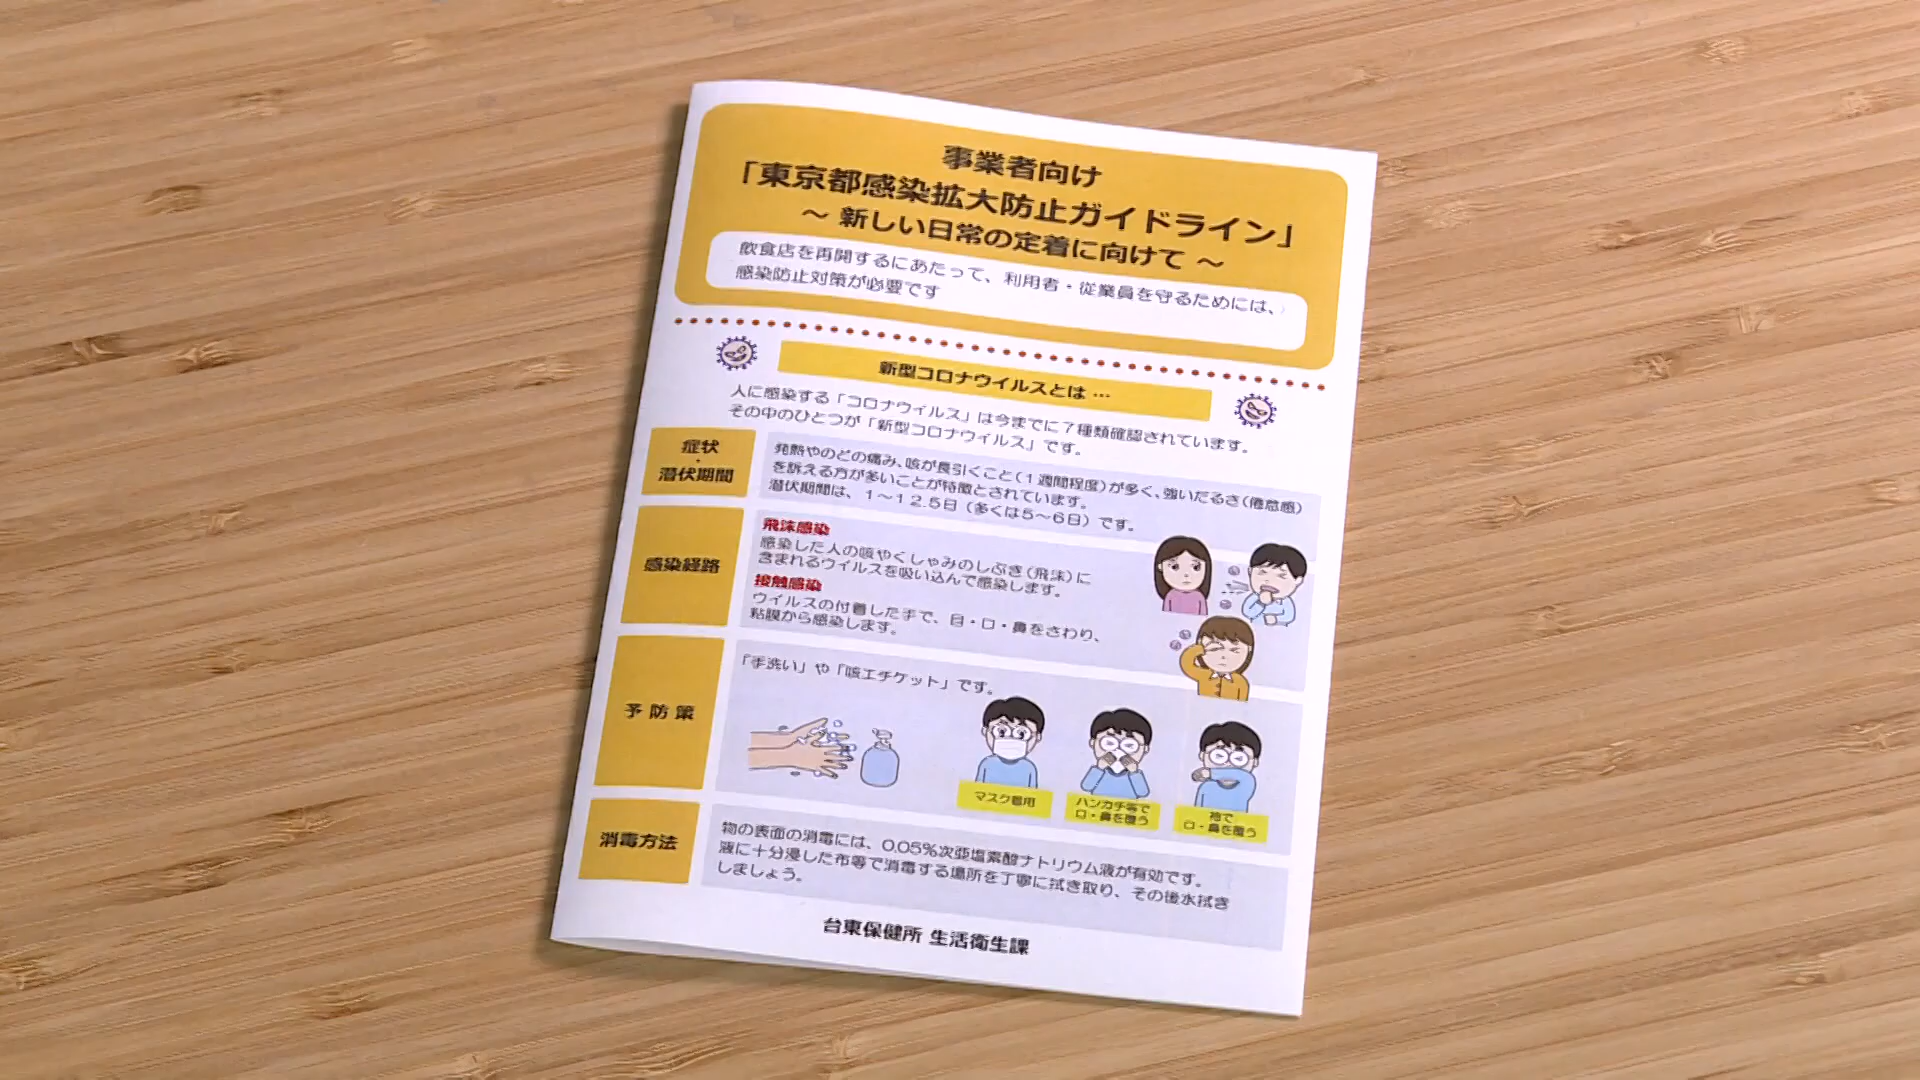 事業者向け
「東京都感染拡大防止ガイドライン」
～ 新しい日常の定着に向けて ～
飲食店を再開するにあたって、利用者・従業員を守るためには、
感染防止対策が必要です
新型コロナウイルスとは …
人に感染する「コロナウイルス」は今までに７種類確認されています。
その中のひとつが「新型コロナウイルス」です。
症状
・
潜伏期間
発熱やのどの痛み、咳が長引くこと（１週間程度）が多く、強いだるさ（倦怠感）
を訴える方が多いことが特徴とされています。
潜伏期間は、１～１２.５日（多くは５～６日）です。
感染経路
飛沫感染
感染した人の咳やくしゃみのしぶき（飛沫）に
含まれるウイルスを吸い込んで感染します。
接触感染
ウイルスの付着した手で、目・口・鼻をさわり、
粘膜から感染します。
予防策
「手洗い」や「咳エチケット」です。
マスク着用
ハンカチ等で
口・鼻を覆う
袖で
口・鼻を覆う
消毒方法
物の表面の消毒には、0.05%次亜塩素酸ナトリウム液が有効です。
液に十分浸した布等で消毒する場所を丁寧に拭き取り、その後水拭き
しましょう。
台東保健所 生活衛生課